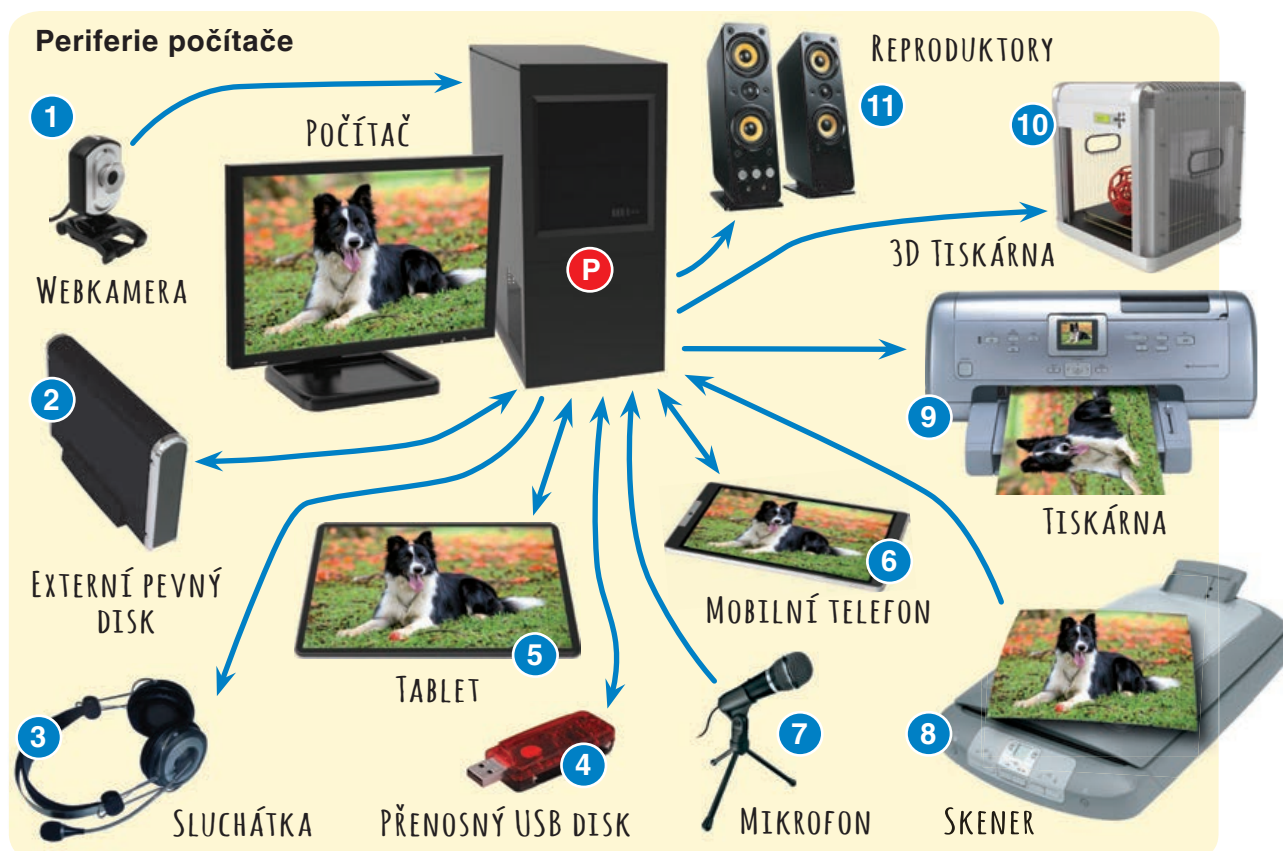 Periferie počítače
1
Webkamera
Počítač
P
Reproduktory
11
10
3D Tiskárna
2
Externí pevný
disk
9
Tiskárna
6
Mobilní telefon
5
Tablet
3
Sluchátka
4
Přenosný USB disk
7
Mikrofon
8
Skener